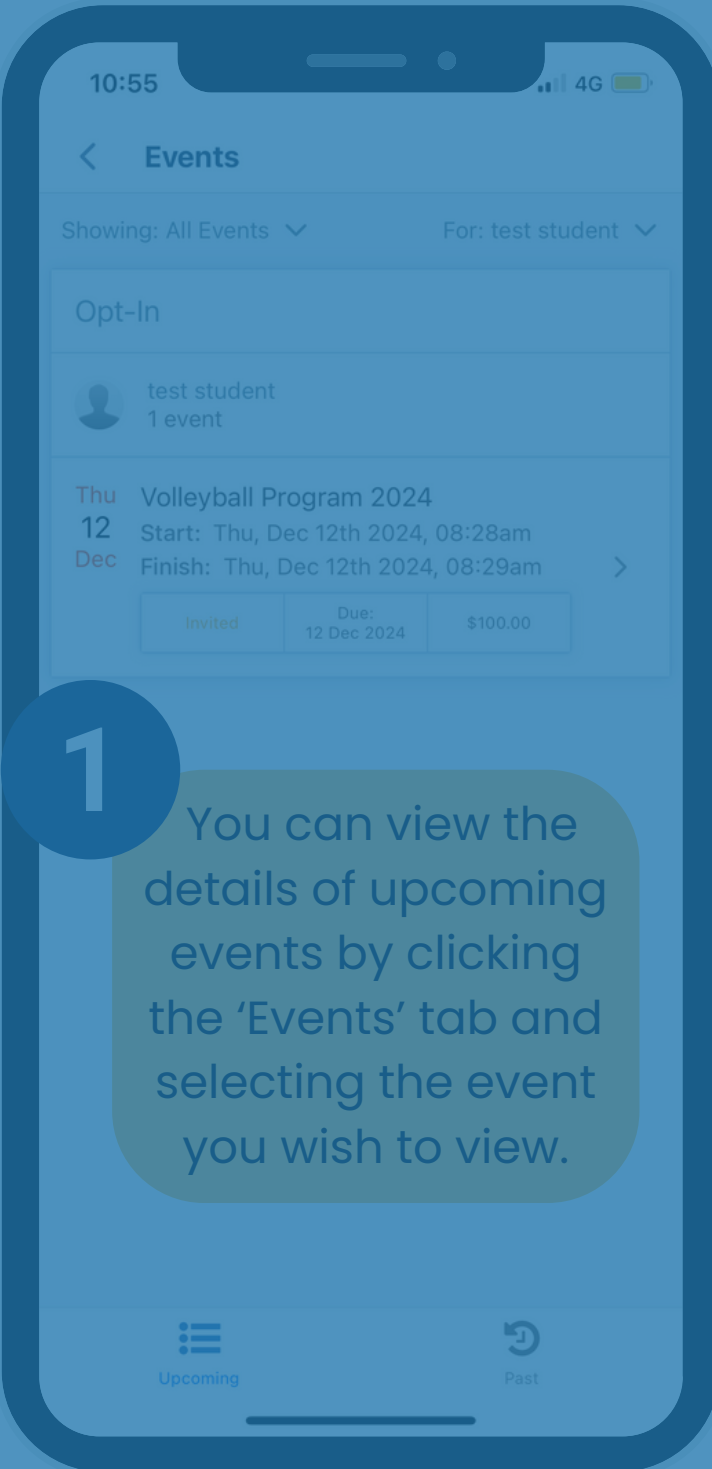 10:55
4G
Events
Showing: All Events
For: test student
Opt-In
test student
1 event
Thu
12
Dec
Volleyball Program 2024
Start: Thu, Dec 12th 2024, 08:28am
Finish: Thu, Dec 12th 2024, 08:29am
Invited
Due:
12 Dec 2024
$100.00
1
You can view the
details of upcoming
events by clicking
the ‘Events’ tab and
selecting the event
you wish to view.
Upcoming
Past